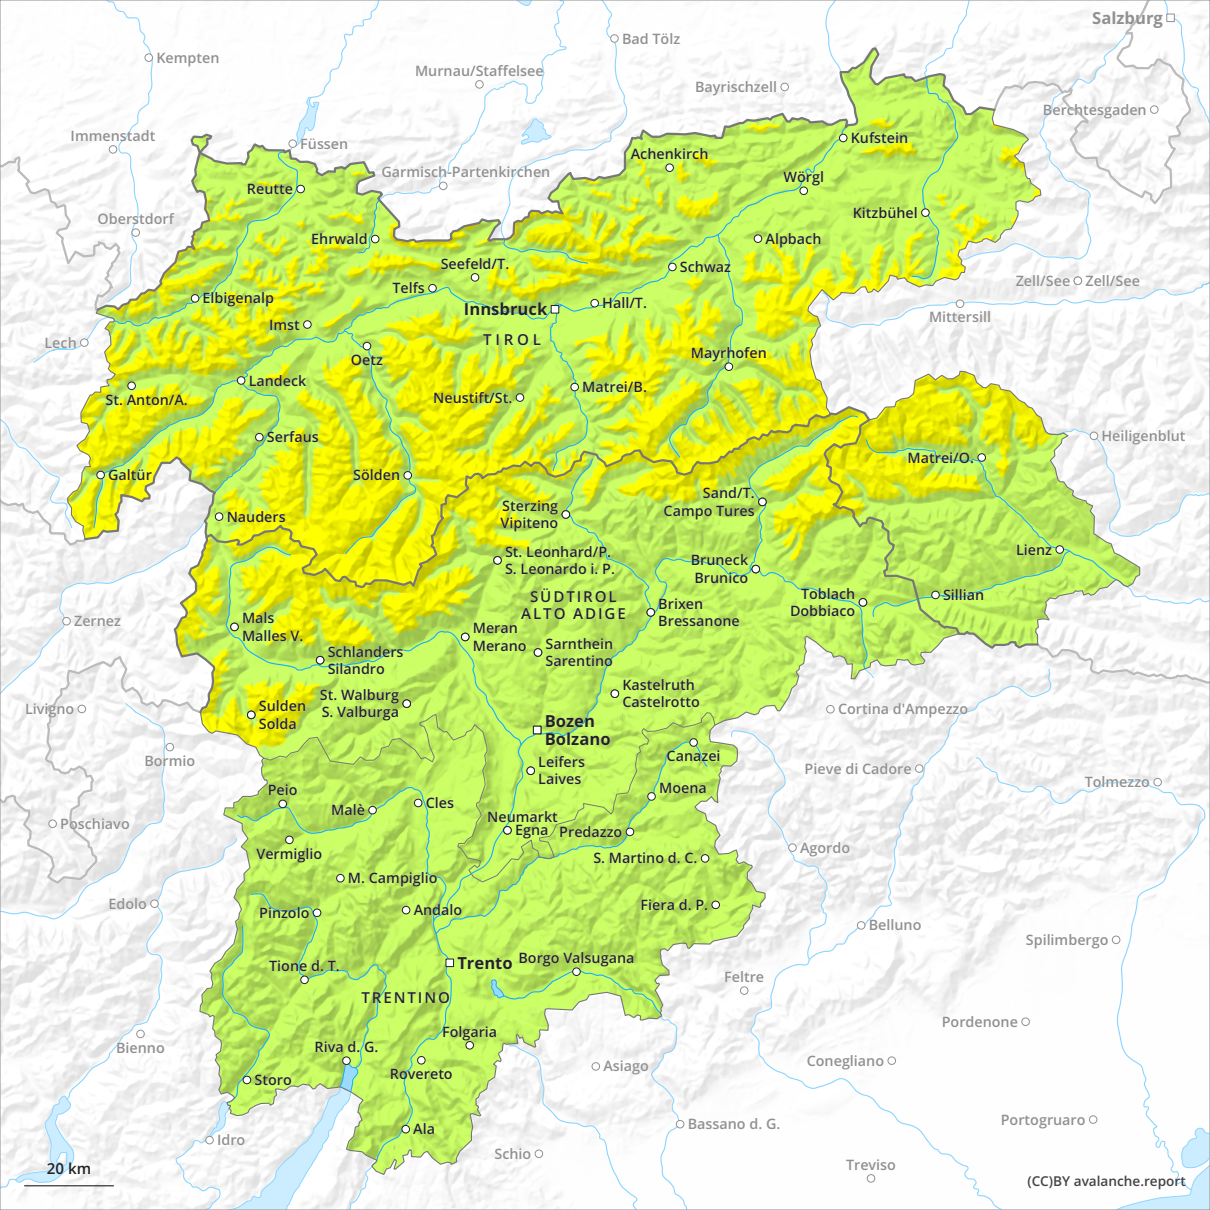 Salzburg
Kempten
Bad Tölz
Murnau/Staffelsee
Bayrischzell
Berchtesgaden
Immenstadt
Füssen
Kufstein
Achenkirch
Garmisch-Partenkirchen
Wörgl
Reutte
Oberstdorf
Kitzbühel
Ehrwald
Alpbach
Seefeld/T.
Schwaz
Zell/See
Zell/See
Telfs
Elbigenalp
Hall/T.
Innsbruck
Mittersill
Imst
TIROL
Lech
Oetz
Mayrhofen
Landeck
Matrei/B.
St. Anton/A.
Neustift/St.
Serfaus
Heiligenblut
Matrei/O.
Galtür
Sölden
Sand/T.
Campo Tures
Sterzing
Vipiteno
Nauders
St. Leonhard/P.
S. Leonardo i. P.
Lienz
Bruneck
Brunico
SÜDTIROL
ALTO ADIGE
Toblach
Dobbiaco
Sillian
Brixen
Bressanone
Zernez
Mals
Malles V.
Meran
Merano
Sarnthein
Sarentino
Schlanders
Silandro
Kastelruth
Castelrotto
St. Walburg
S. Valburga
Sulden
Solda
Livigno
Cortina d'Ampezzo
Bozen
Bolzano
Bormio
Canazei
Leifers
Laives
Pieve di Cadore
Tolmezzo
Peio
Moena
Malè
Cles
Neumarkt
Egna
Poschiavo
Predazzo
Vermiglio
Agordo
S. Martino d. C.
M. Campiglio
Edolo
Pinzolo
Andalo
Fiera d. P.
Belluno
Spilimbergo
Trento
Borgo Valsugana
Tione d. T.
Feltre
TRENTINO
Pordenone
Folgaria
Bienno
Riva d. G.
Conegliano
Asiago
Rovereto
Storo
Portogruaro
Bassano d. G.
Ala
Idro
Schio
Treviso
20 km
(CC)BY avalanche.report